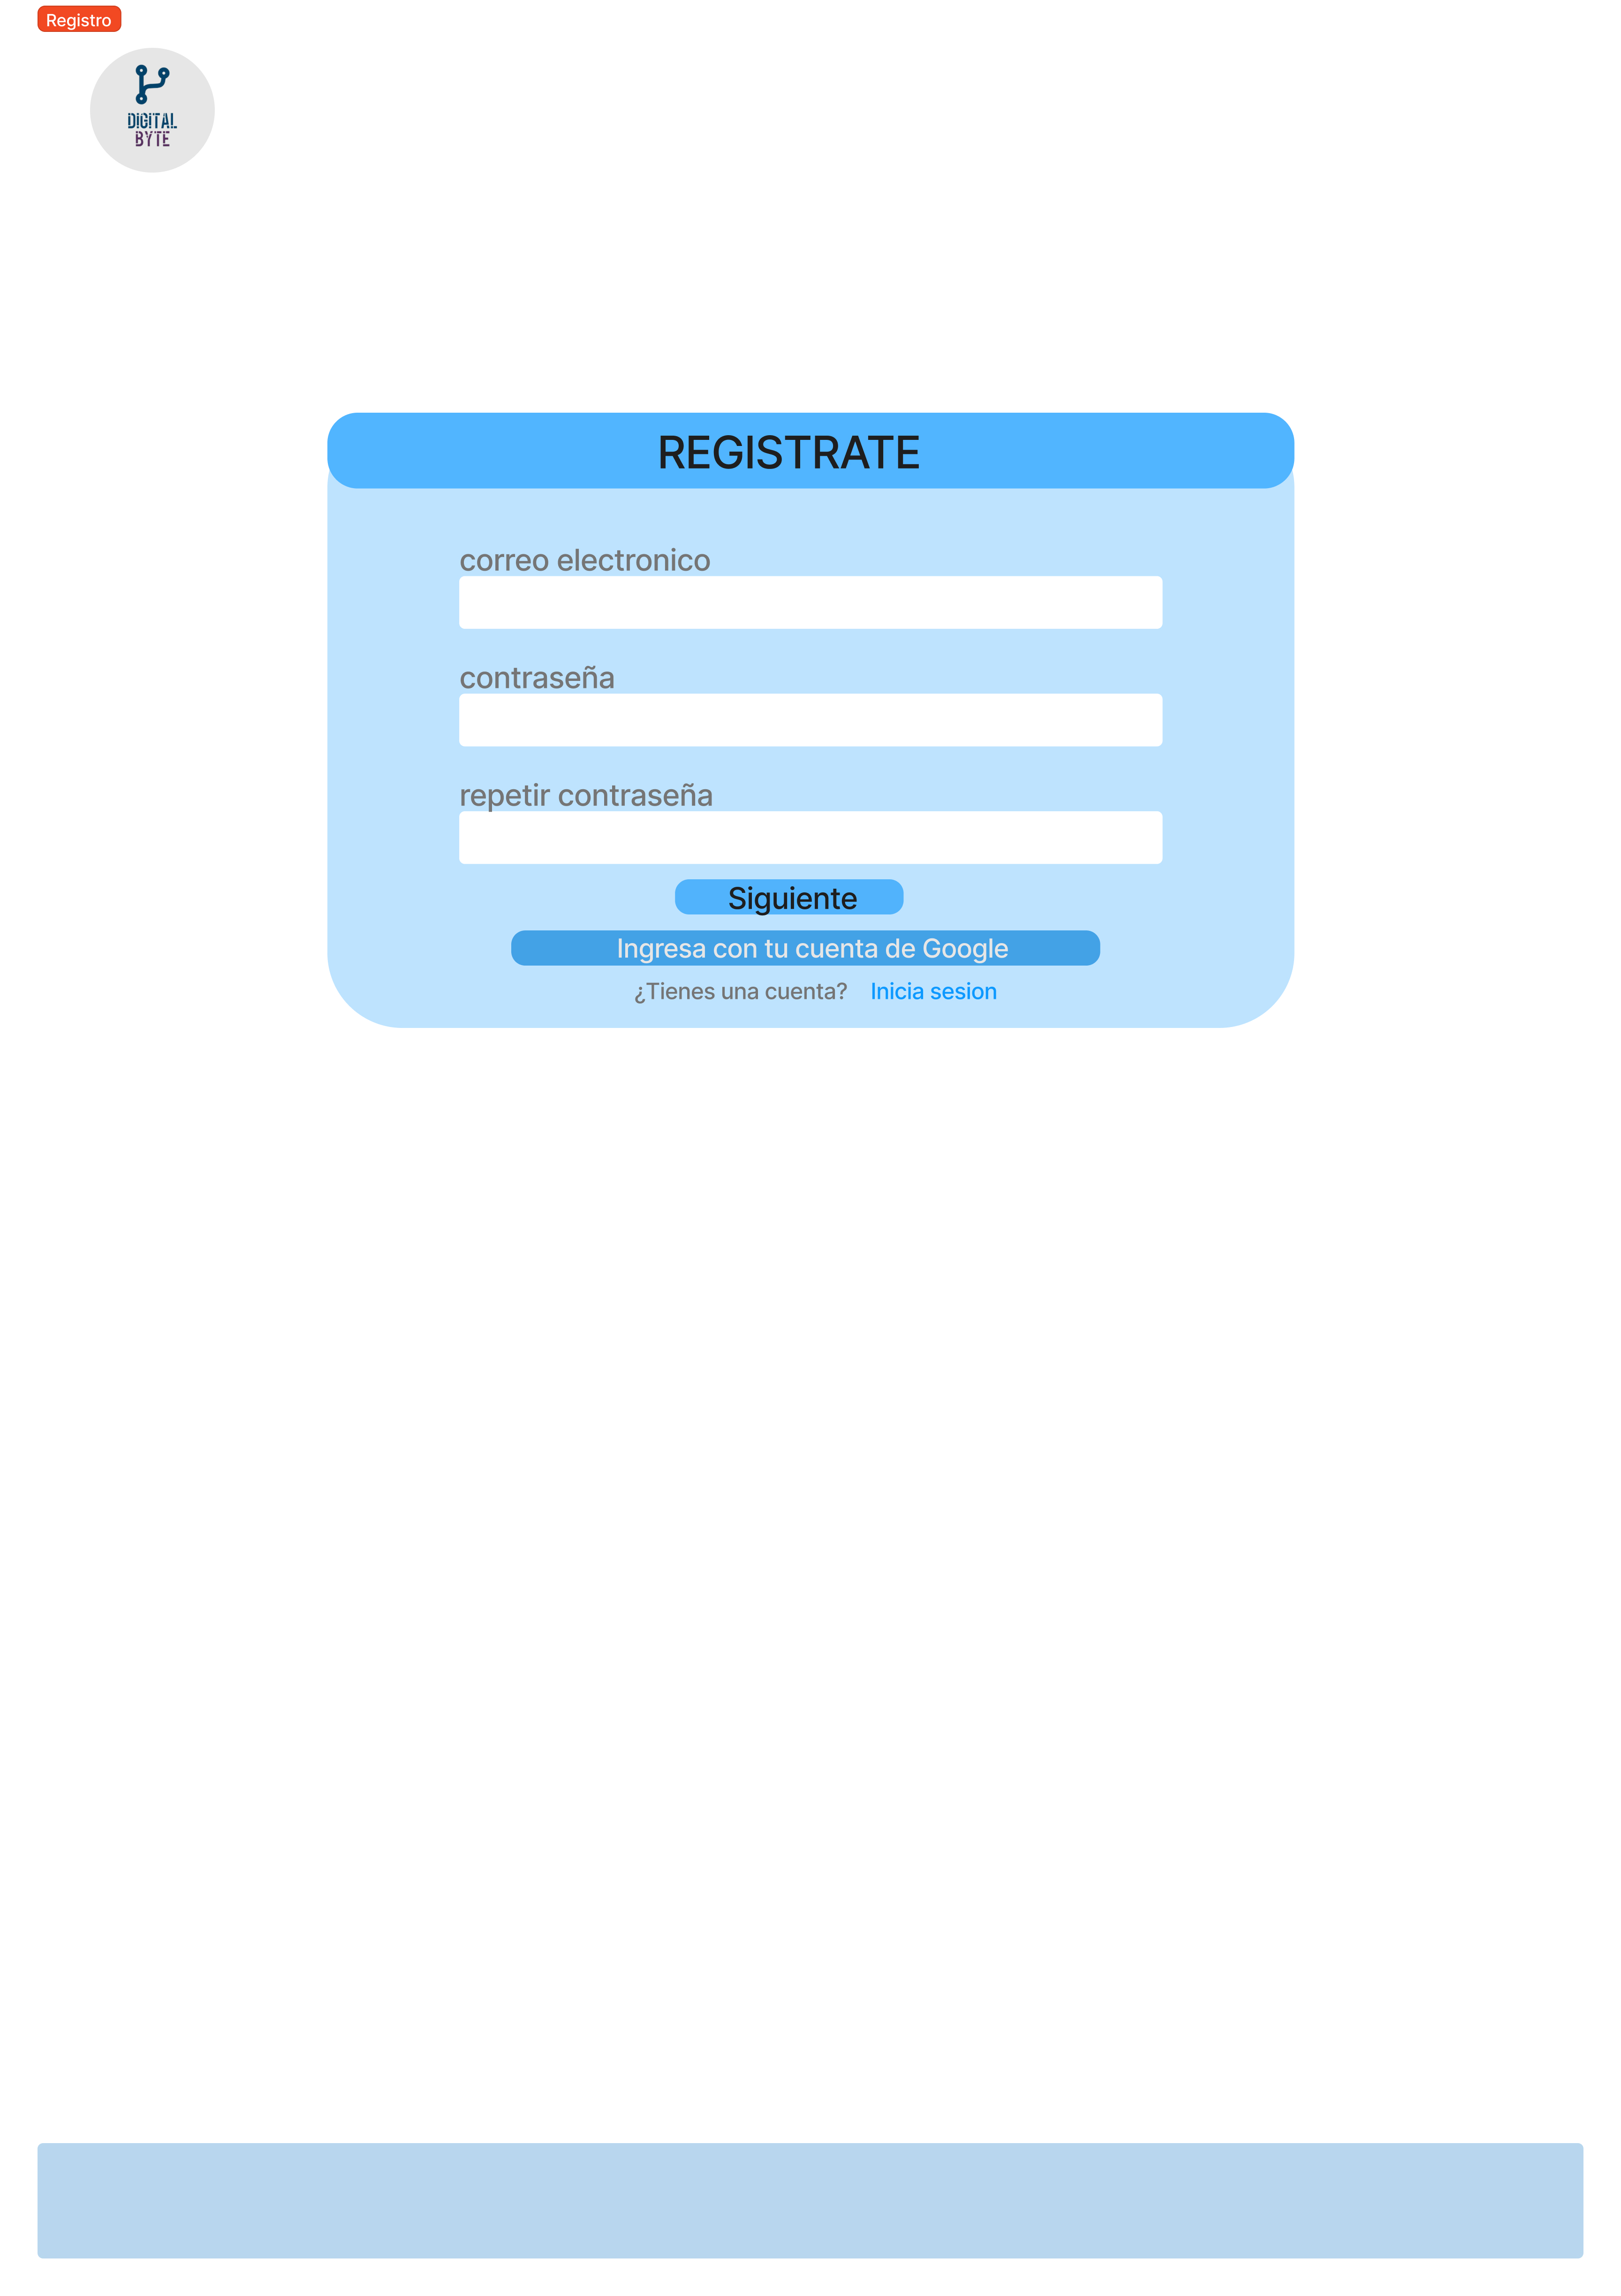 Registro
DIGITAL
BYTE
REGISTRATE
correo electronico
contraseña
repetir contraseña
Siguiente
Ingresa con tu cuenta de Google
¿Tienes una cuenta? Inicia sesion